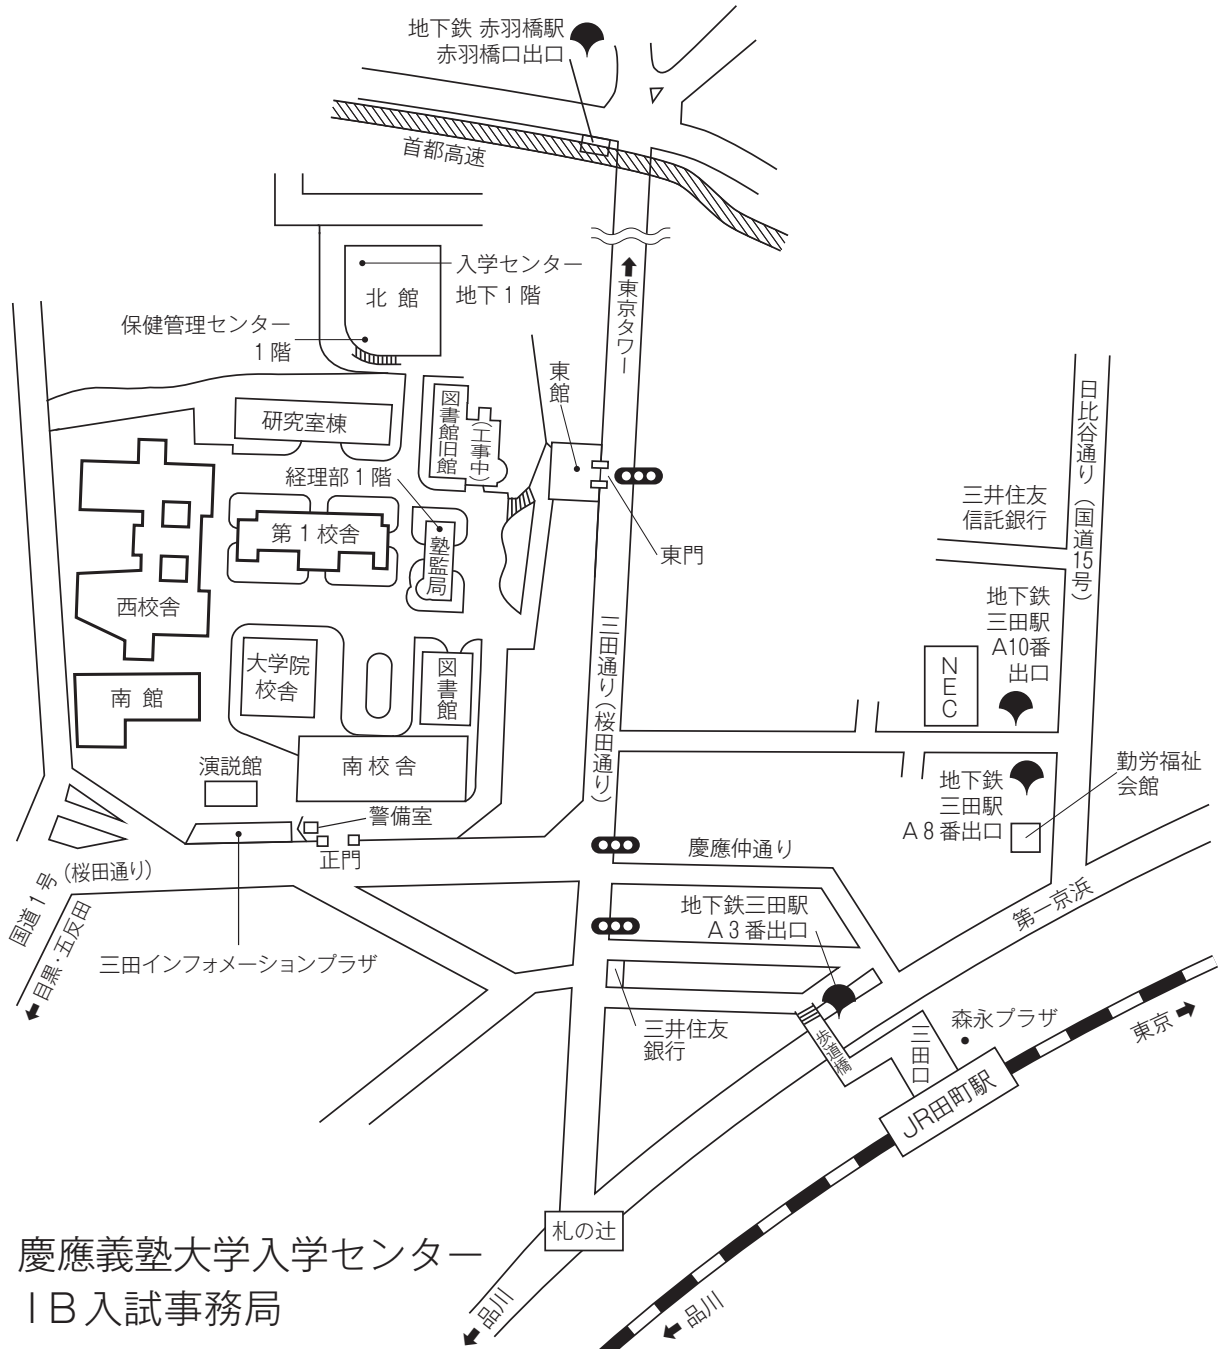 地下鉄 赤羽橋駅
赤羽橋口出口
首都高速
入学センター
地下1階
北 館
保健管理センター
1階
東京タワー
東館
研究室棟
図書館旧館
(工事中)
経理部1階
第1校舎
塾監局
東門
日比谷通り(国道15号)
三井住友
信託銀行
地下鉄
三田駅
A10番
出口
NEC
西校舎
南 館
大学院
校舎
図書館
三田通り(桜田通り)
演説館
南校舎
警備室
正門
地下鉄
三田駅
A8番出口
勤労福祉
会館
慶應仲通り
国道1号 (桜田通り)
目黒・五反田
三田インフォメーションプラザ
地下鉄三田駅
A3番出口
第一京浜
三井住友
銀行
歩道橋
三田口
森永プラザ
東京
JR田町駅
札の辻
品川
品川
慶應義塾大学入学センター
IB入試事務局